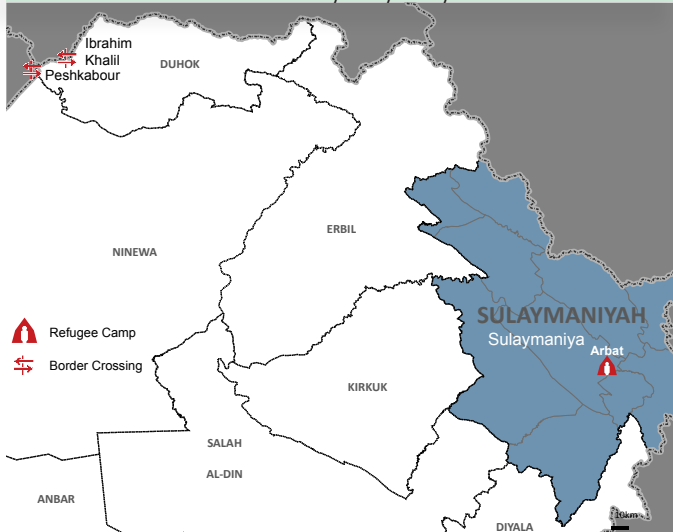 Ibrahim
Khalil
Peshkabour
DUHOK
ERBIL
NINEWA
SULAYMANIYAH
Sulaymaniya
Arbat
Refugee Camp
Border Crossing
KIRKUK
SALAH
AL-DIN
ANBAR
DIYALA
10km